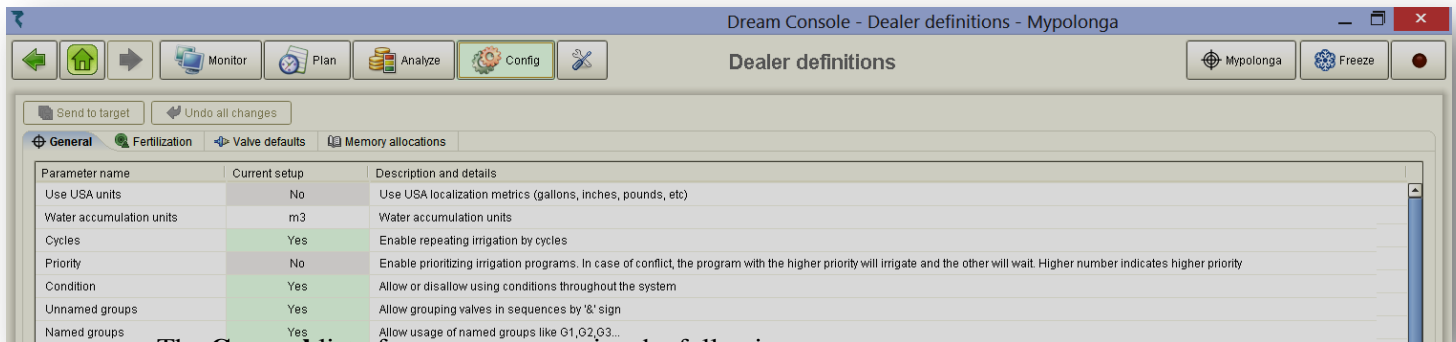 Dream Console - Dealer definitions - Mypolonga
Monitor Plan Analyze Config Dealer definitions Mypolonga Freeze
Send to target Undo all changes
General Fertilization Valve defaults Memory allocations
Parameter name Current setup Description and details
Use USA units No Use USA localization metrics (gallons, inches, pounds, etc)
Water accumulation units m3 Water accumulation units
Cycles Yes Enable repeating irrigation by cycles
Priority No Enable prioritizing irrigation programs. In case of conflict, the program with the higher priority will irrigate and the other will wait. Higher number indicates higher priority
Condition Yes Allow or disallow using conditions throughout the system
Unnamed groups Yes Allow grouping valves in sequences by '&' sign
Named groups Yes Allow usage of named groups like G1,G2,G3...